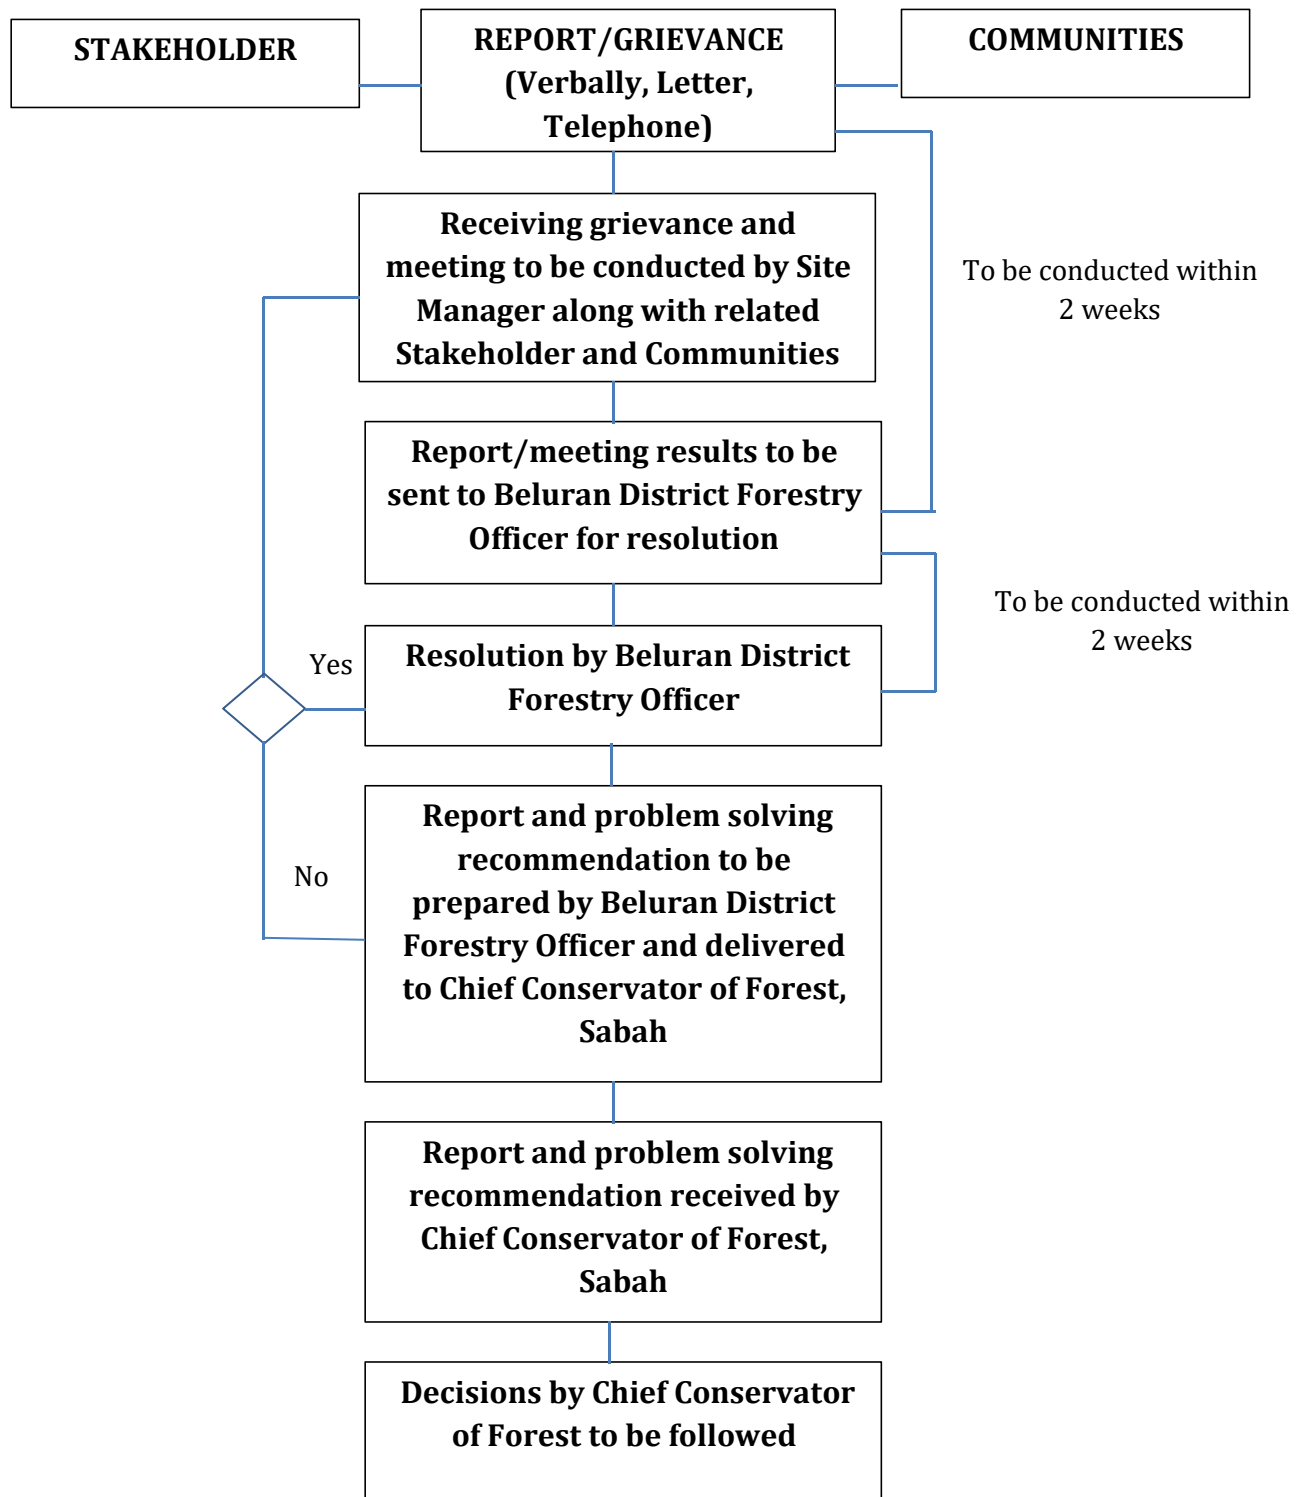 STAKEHOLDER
REPORT/GRIEVANCE
(Verbally, Letter,
Telephone)
COMMUNITIES
Receiving grievance and
meeting to be conducted by Site
Manager along with related
Stakeholder and Communities
To be conducted within
2 weeks
Report/meeting results to be
sent to Beluran District Forestry
Officer for resolution
To be conducted within
2 weeks
Yes
Resolution by Beluran District
Forestry Officer
No
Report and problem solving
recommendation to be
prepared by Beluran District
Forestry Officer and delivered
to Chief Conservator of Forest,
Sabah
Report and problem solving
recommendation received by
Chief Conservator of Forest,
Sabah
Decisions by Chief Conservator
of Forest to be followed